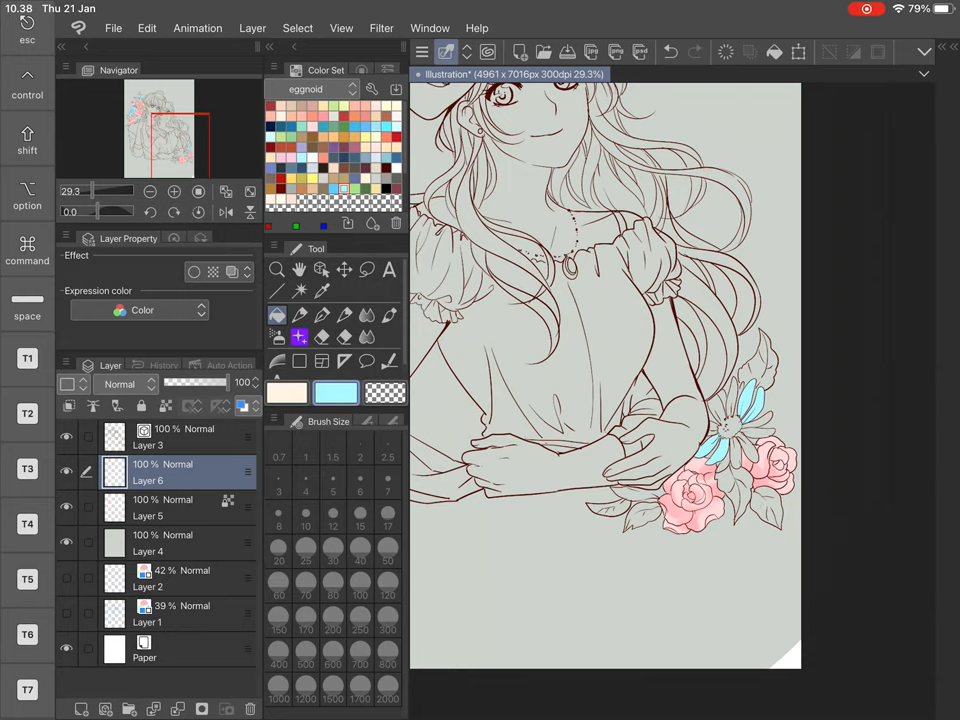 10.38 Thu 21 Jan
79%
esc
File Edit Animation Layer Select View Filter Window Help
control
shift
option
command
space
T1
T2
T3
T4
T5
T6
T7
Navigator
29.3
0.0
Layer Property
Effect
Expression color
Color
Layer History Auto Action
Normal 100
100 % Normal
Layer 3
100 % Normal
Layer 6
100 % Normal
Layer 5
100 % Normal
Layer 4
42 % Normal
Layer 2
39 % Normal
Layer 1
Paper
Color Set
eggnoid
Tool
A
Brush Size
0.7 1 1.5 2 2.5
3 4 5 6 7
8 10 12 15 17
20 25 30 40 50
60 70 80 100 120
150 170 200 250 300
400 500 600 700 800
1000 1200 1500 1700 2000
jpg png psd
Illustration* (4961 x 7016px 300dpi 29.3%)